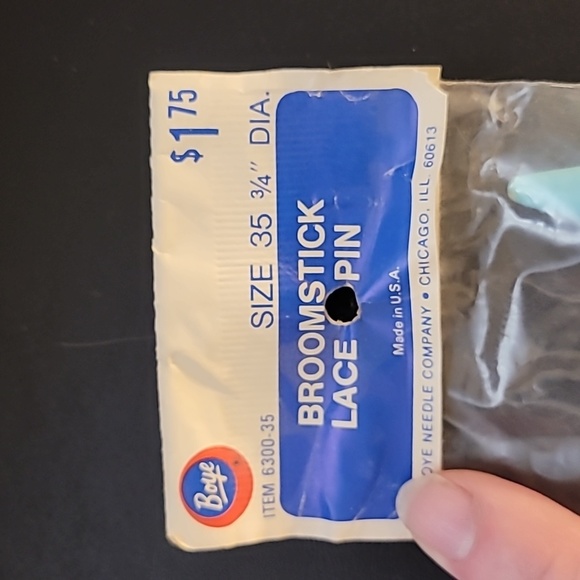 Boye
$1.75
ITEM 6300-35 SIZE 35 3/4" DIA.
BROOMSTICK
LACE PIN
Made in U.S.A.
OYE NEEDLE COMPANY • CHICAGO, ILL. 60613